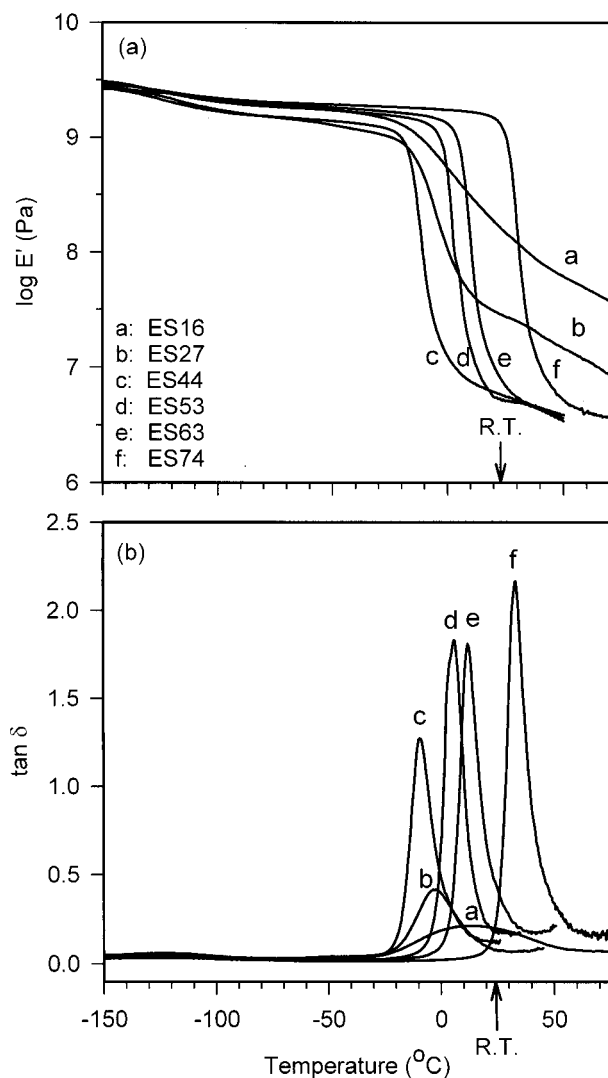 10
(a)
9
log E' (Pa)
8
a
b
7
c
d
e
f
a: ES16
b: ES27
c: ES44
d: ES53
e: ES63
f: ES74
R.T.
6
2.5
(b)
f
2.0
d
e
1.5
c
tan δ
1.0
0.5
b
a
0.0
-150
-100
-50
0
50
R.T.
Temperature (°C)